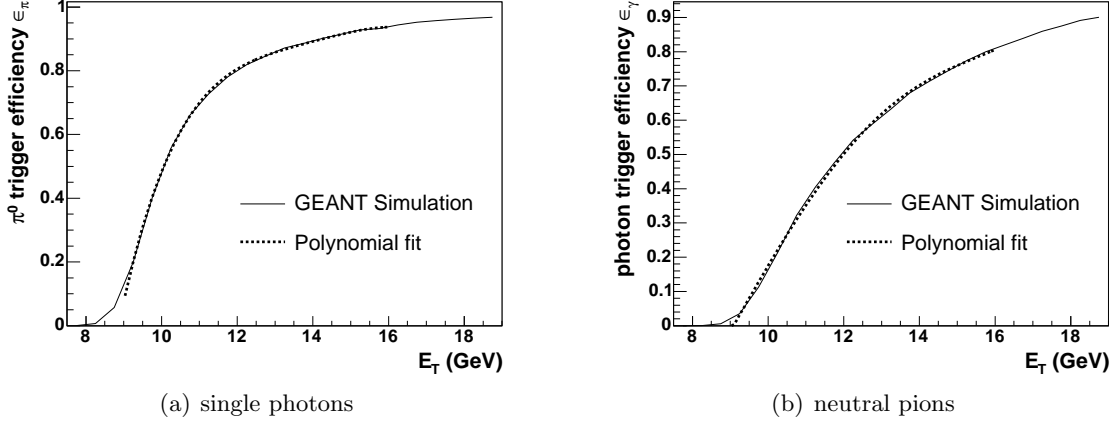 π⁰ trigger efficiency ϵπ
1
0.8
0.6
0.4
0.2
0
GEANT Simulation
Polynomial fit
8 10 12 14 16 18
E_T (GeV)
(a) single photons
photon trigger efficiency ϵγ
0.9
0.8
0.7
0.6
0.5
0.4
0.3
0.2
0.1
0
GEANT Simulation
Polynomial fit
8 10 12 14 16 18
E_T (GeV)
(b) neutral pions